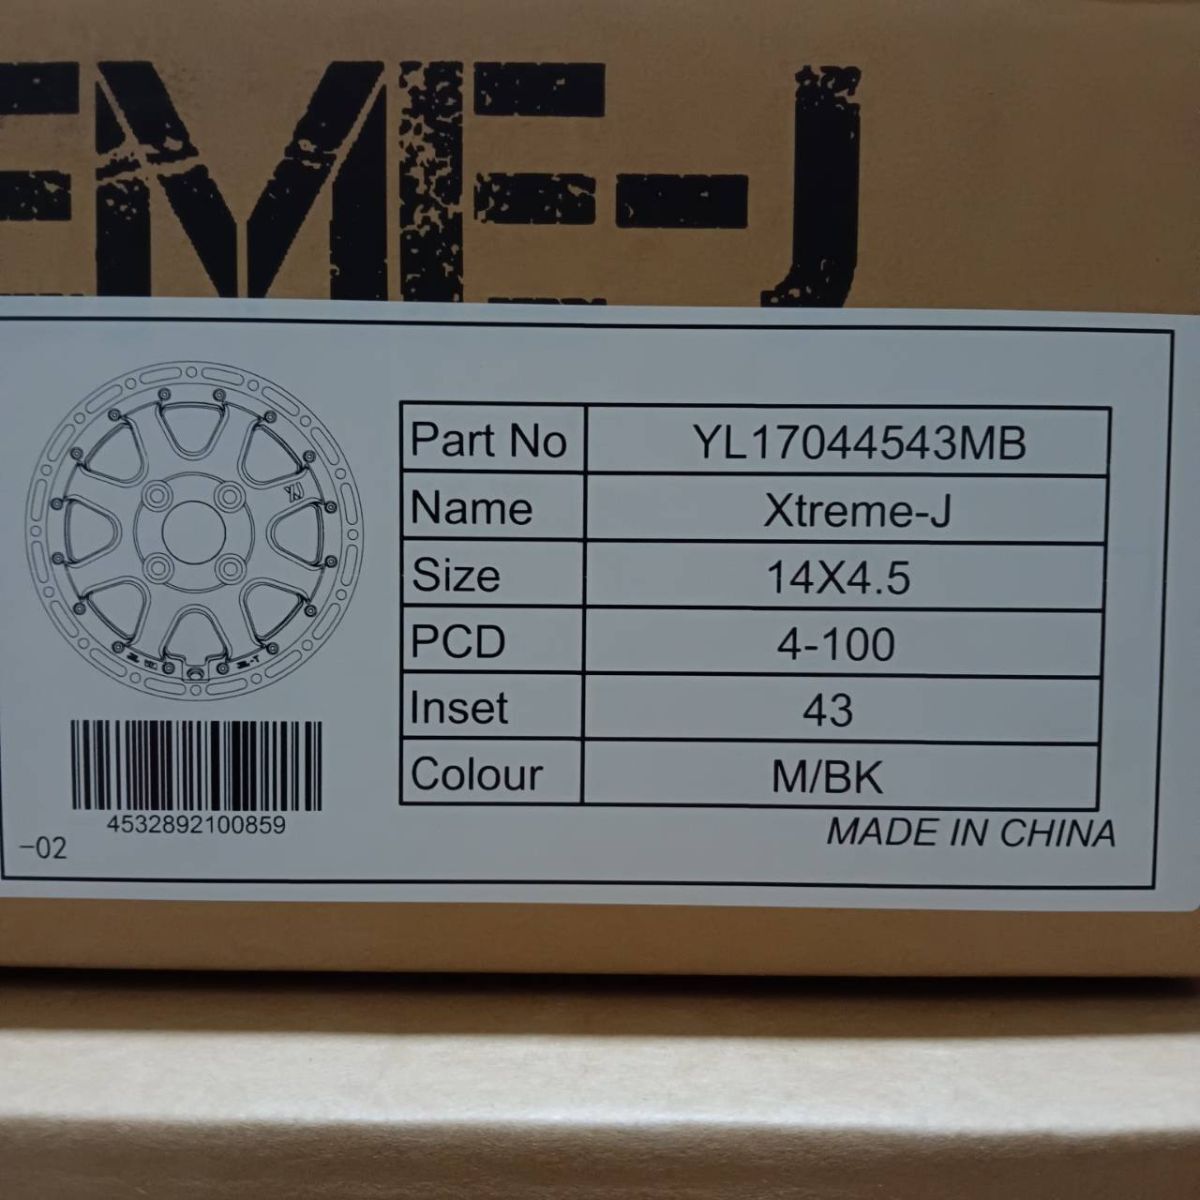 EME-J
Part No YL17044543MB
Name Xtreme-J
Size 14X4.5
PCD 4-100
Inset 43
Colour M/BK
4532892100859
-02
MADE IN CHINA